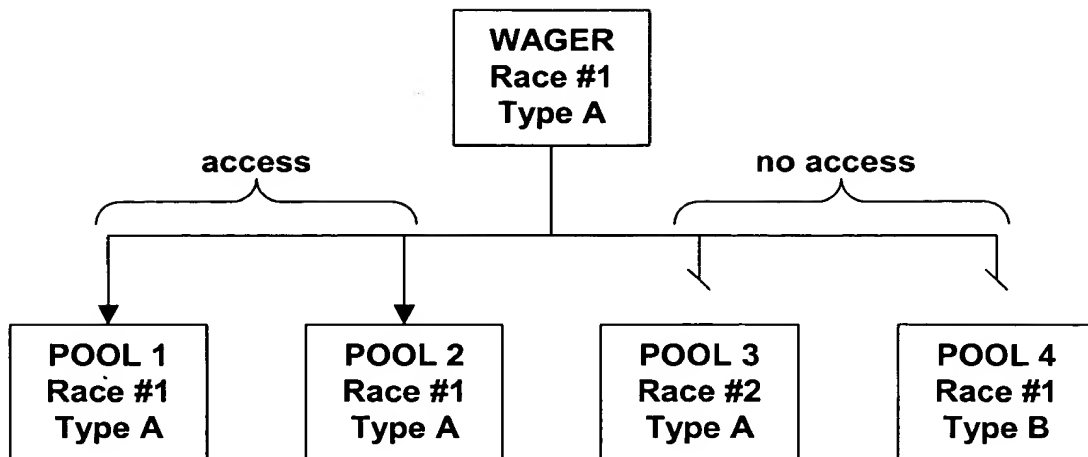 WAGER
Race #1
Type A
access
no access
POOL 1
Race #1
Type A
POOL 2
Race #1
Type A
POOL 3
Race #2
Type A
POOL 4
Race #1
Type B